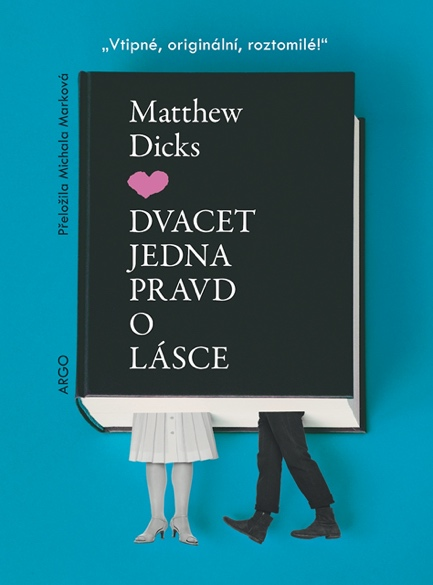 „Vtipné, originální, roztomilé!“
Matthew
Dicks
DVACET
JEDNA
PRAVD
O
LÁSCE
Přeložila Michala Marková
ARGO